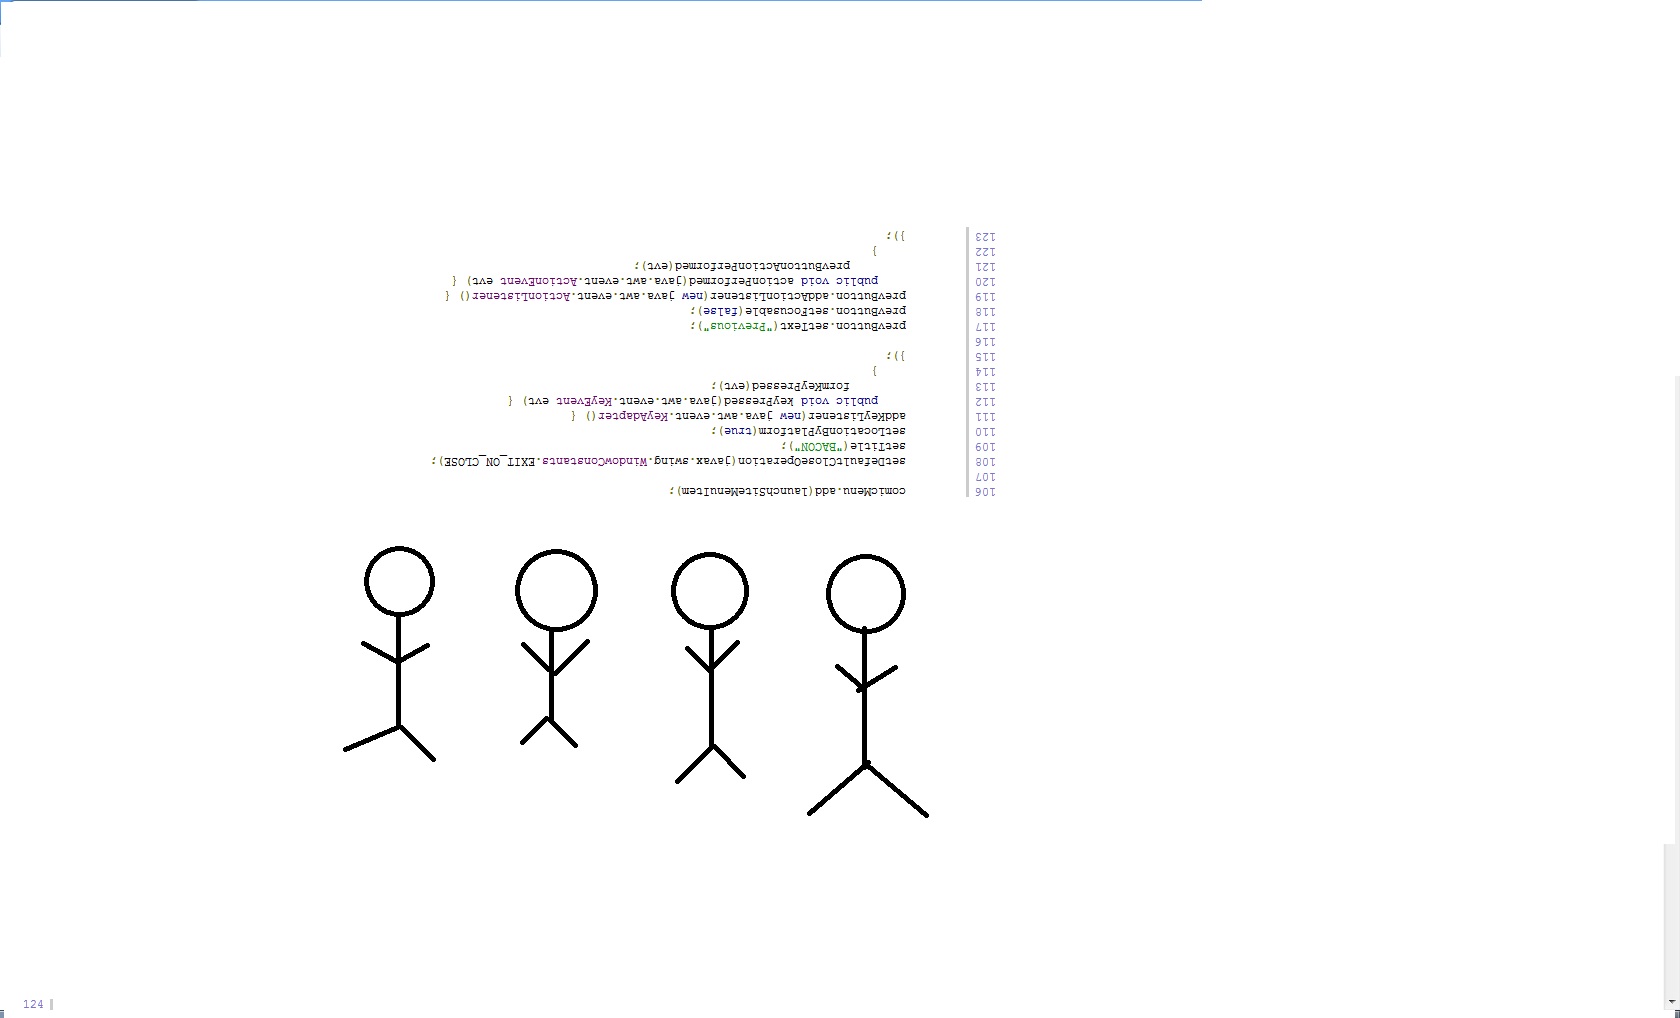 106 comicMenu.add(launchSiteMenuItem);
107
108 setDefaultCloseOperation(javax.swing.WindowConstants.EXIT_ON_CLOSE);
109 setTitle("BACON");
110 setLocationByPlatform(true);
111 addKeyListener(new java.awt.event.KeyAdapter() {
112 public void keyPressed(java.awt.event.KeyEvent evt) {
113 formKeyPressed(evt);
114 }
115 });
116
117 prevButton.setText("Previous");
118 prevButton.setFocusable(false);
119 prevButton.addActionListener(new java.awt.event.ActionListener() {
120 public void actionPerformed(java.awt.event.ActionEvent evt) {
121 prevButtonActionPerformed(evt);
122 }
123 });
124